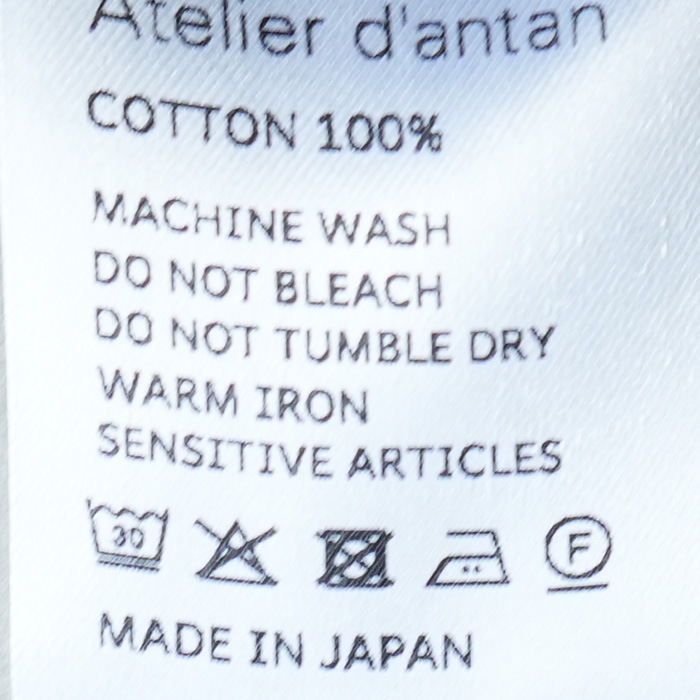 Atelier d'antan
COTTON 100%
MACHINE WASH
DO NOT BLEACH
DO NOT TUMBLE DRY
WARM IRON
SENSITIVE ARTICLES
30 F
MADE IN JAPAN